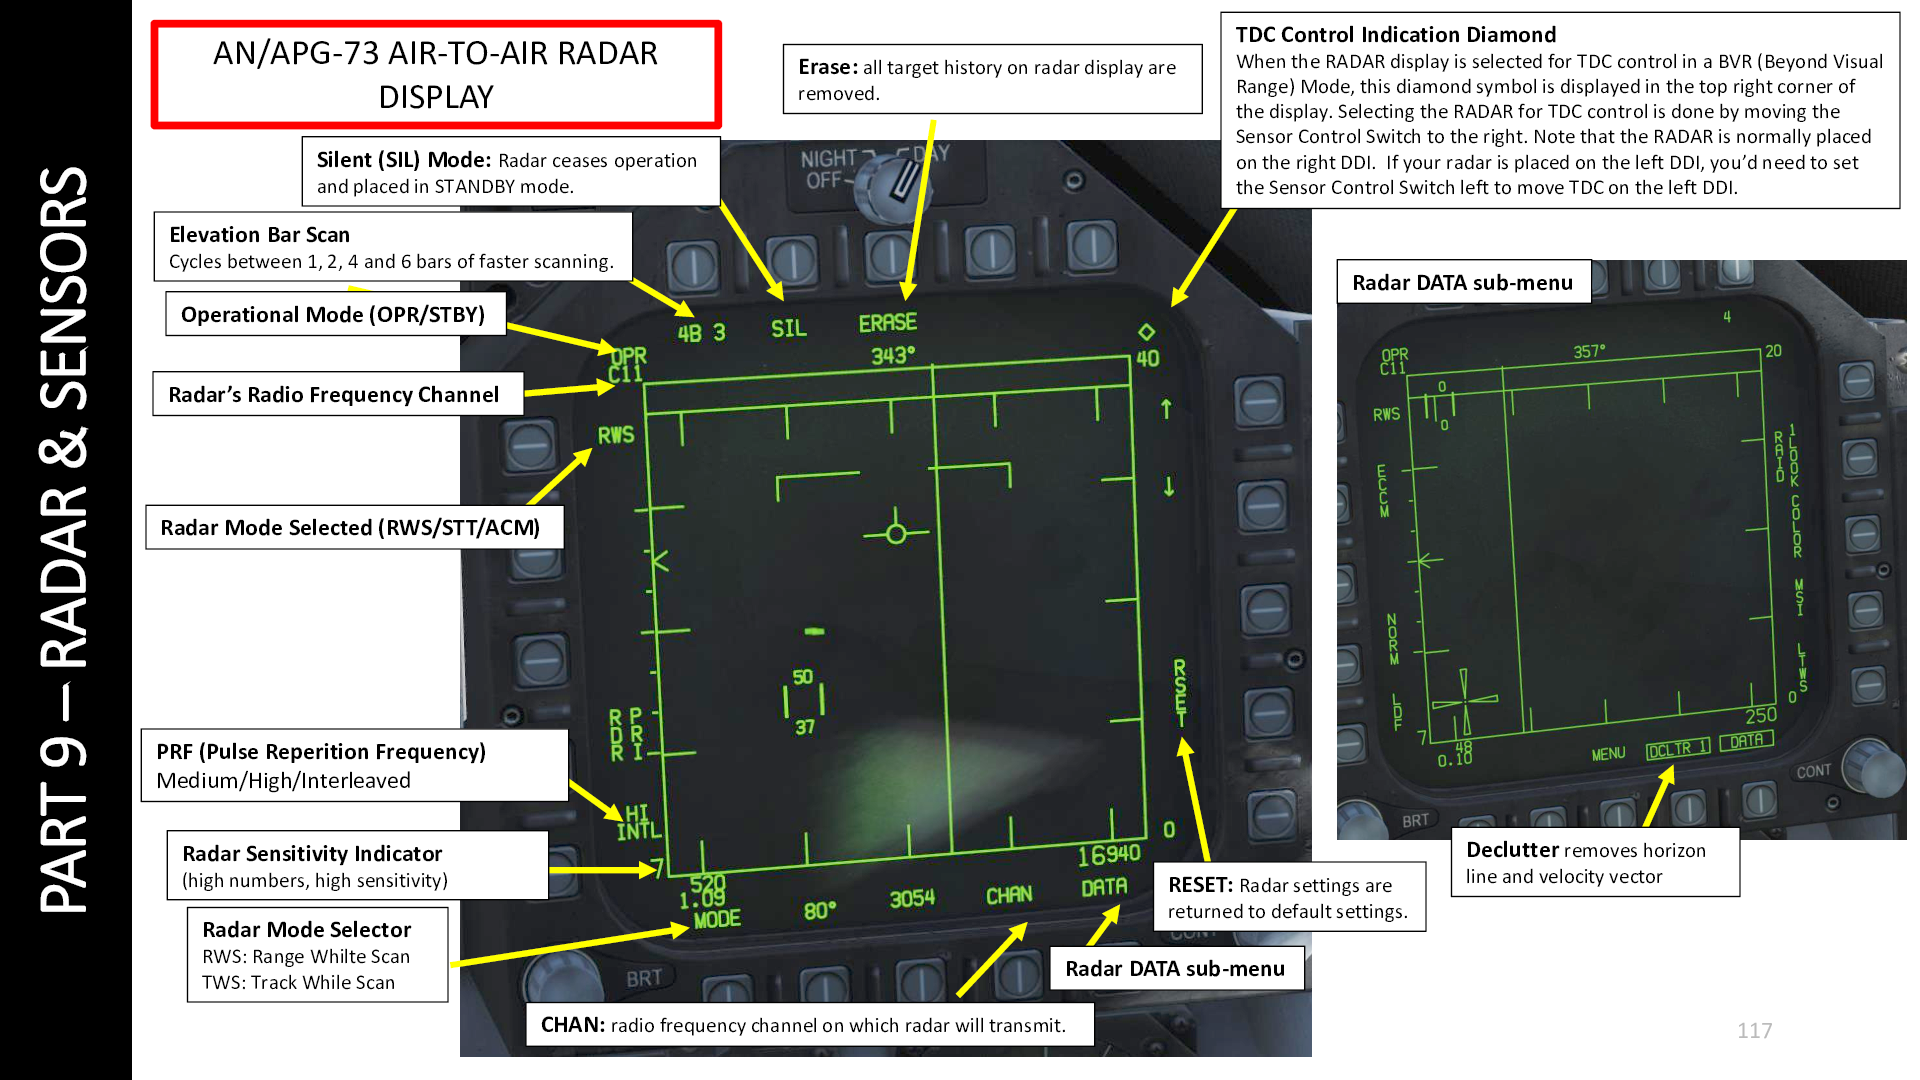 PART 9 – RADAR & SENSORS
AN/APG-73 AIR-TO-AIR RADAR
DISPLAY
Erase: all target history on radar display are
removed.
TDC Control Indication Diamond
When the RADAR display is selected for TDC control in a BVR (Beyond Visual
Range) Mode, this diamond symbol is displayed in the top right corner of
the display. Selecting the RADAR for TDC control is done by moving the
Sensor Control Switch to the right. Note that the RADAR is normally placed
on the right DDI.  If your radar is placed on the left DDI, you'd need to set
the Sensor Control Switch left to move TDC on the left DDI.
Silent (SIL) Mode: Radar ceases operation
and placed in STANDBY mode.
Elevation Bar Scan
Cycles between 1, 2, 4 and 6 bars of faster scanning.
Operational Mode (OPR/STBY)
Radar's Radio Frequency Channel
Radar Mode Selected (RWS/STT/ACM)
PRF (Pulse Reperition Frequency)
Medium/High/Interleaved
Radar Sensitivity Indicator
(high numbers, high sensitivity)
Radar Mode Selector
RWS: Range Whilte Scan
TWS: Track While Scan
CHAN: radio frequency channel on which radar will transmit.
Radar DATA sub-menu
RESET: Radar settings are
returned to default settings.
NIGHT
DAY
OFF
4B 3
SIL
ERASE
OPR
C11
343°
40
RWS
50
37
RDR
PRI
RSET
HI
INTL
7
0
520
1.09
16940
MODE
80°
3054
CHAN
DATA
BRT
CONT
Radar DATA sub-menu
4
OPR
C11
357°
20
RWS
0
0
ECCM
NORM
LDF
RAID
1LOOK COLOR
MSI
LTWS
0
7
48
0.10
250
MENU
DCLTR 1
DATA
BRT
CONT
Declutter removes horizon
line and velocity vector
117